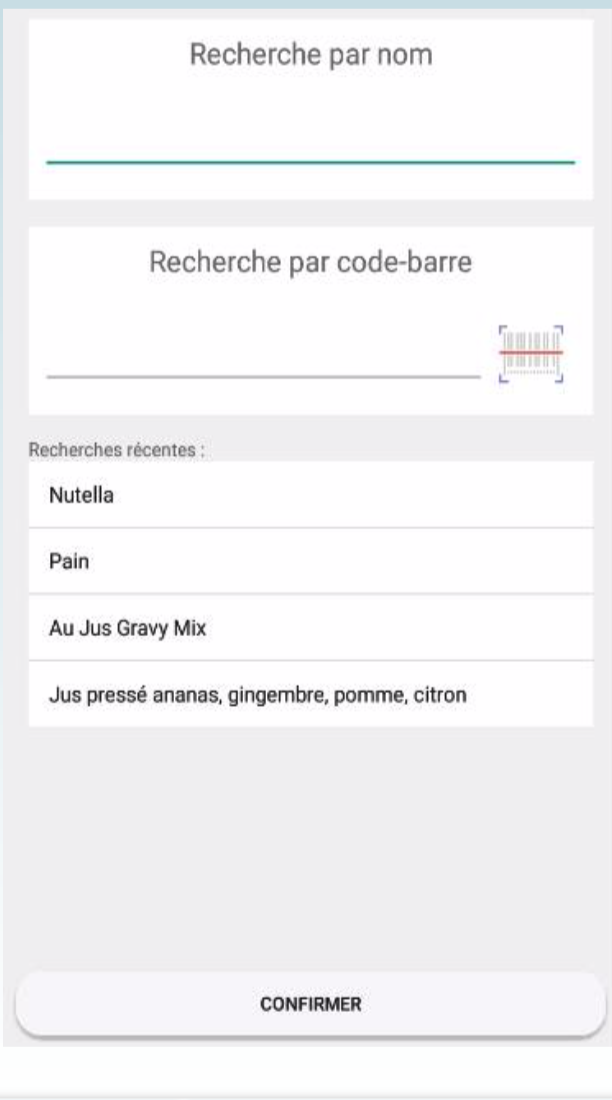 Recherche par nom
Recherche par code-barre
Recherches récentes :
Nutella
Pain
Au Jus Gravy Mix
Jus pressé ananas, gingembre, pomme, citron
CONFIRMER